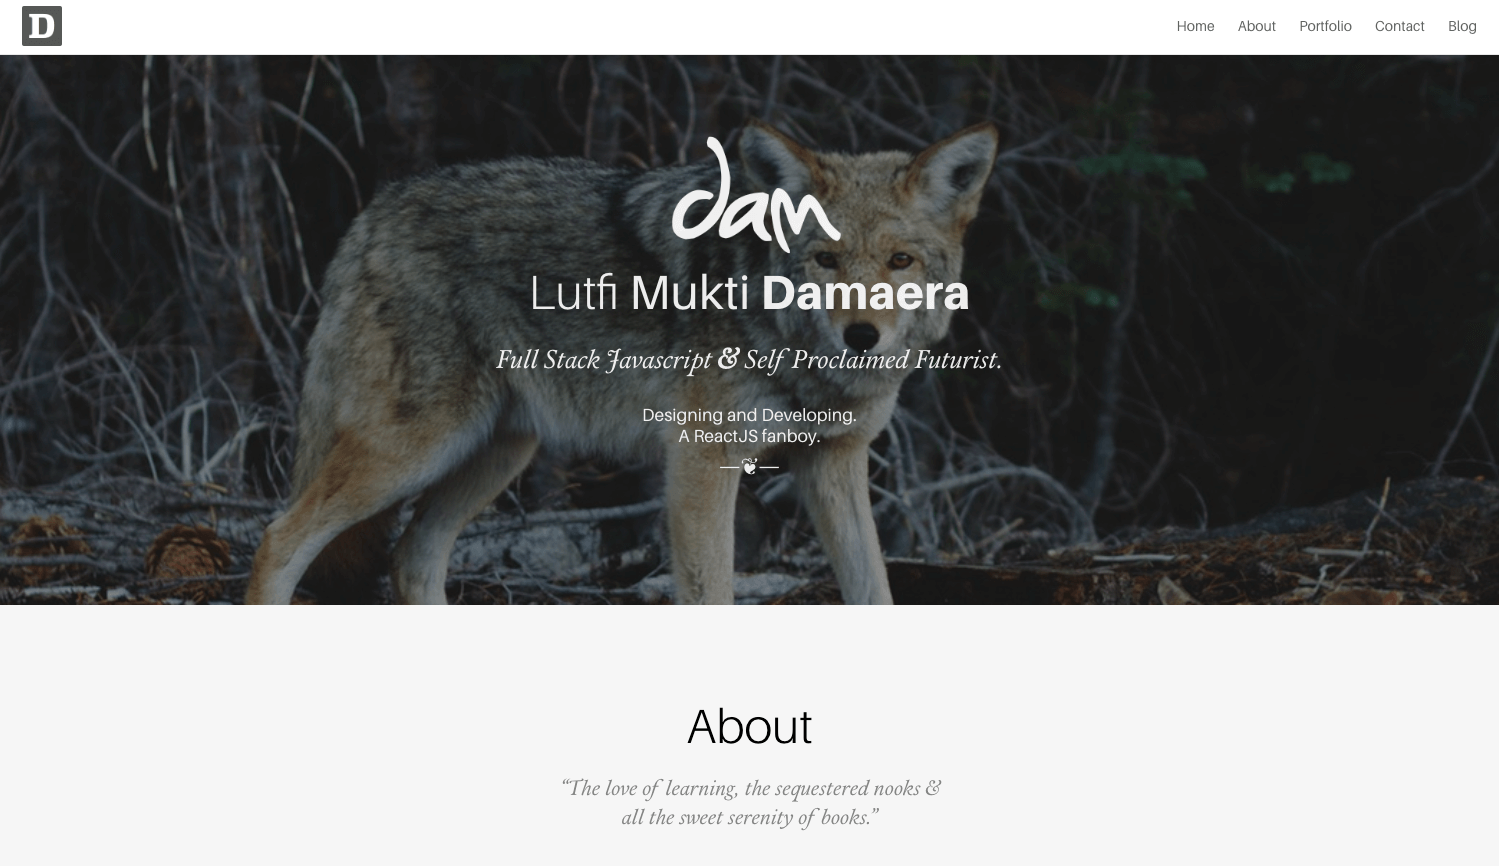 D
Home About Portfolio Contact Blog
dam
Lutfi Mukti Damaera
Full Stack Javascript & Self Proclaimed Futurist.
Designing and Developing.
A ReactJS fanboy.
—❦—
About
“The love of learning, the sequestered nooks &
all the sweet serenity of books.”